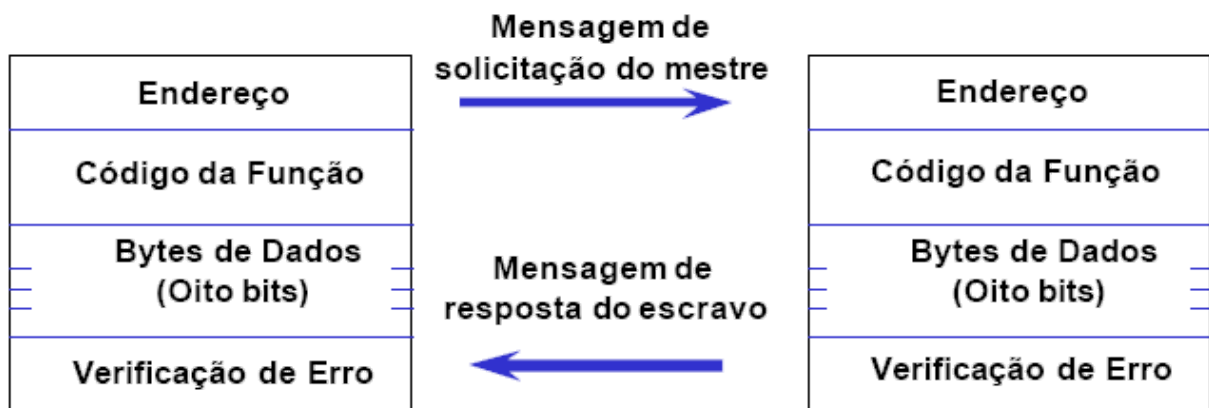 Mensagem de
solicitação do mestre
Endereço
Código da Função
Bytes de Dados
(Oito bits)
Verificação de Erro
Mensagem de
resposta do escravo
Endereço
Código da Função
Bytes de Dados
(Oito bits)
Verificação de Erro